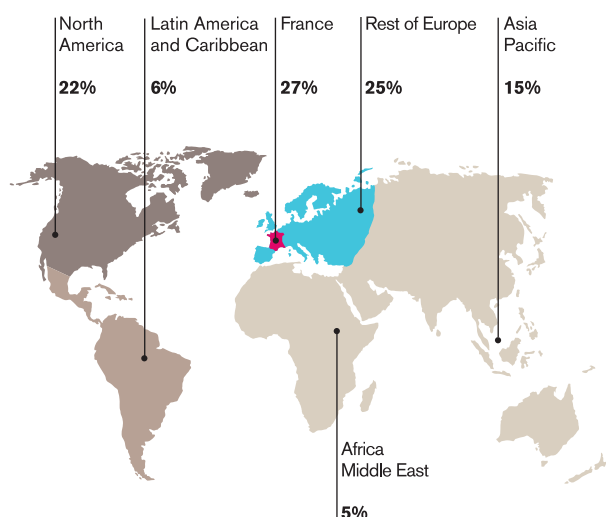 North
America
22%
Latin America
and Caribbean
6%
France
27%
Rest of Europe
25%
Asia
Pacific
15%
Africa
Middle East
5%